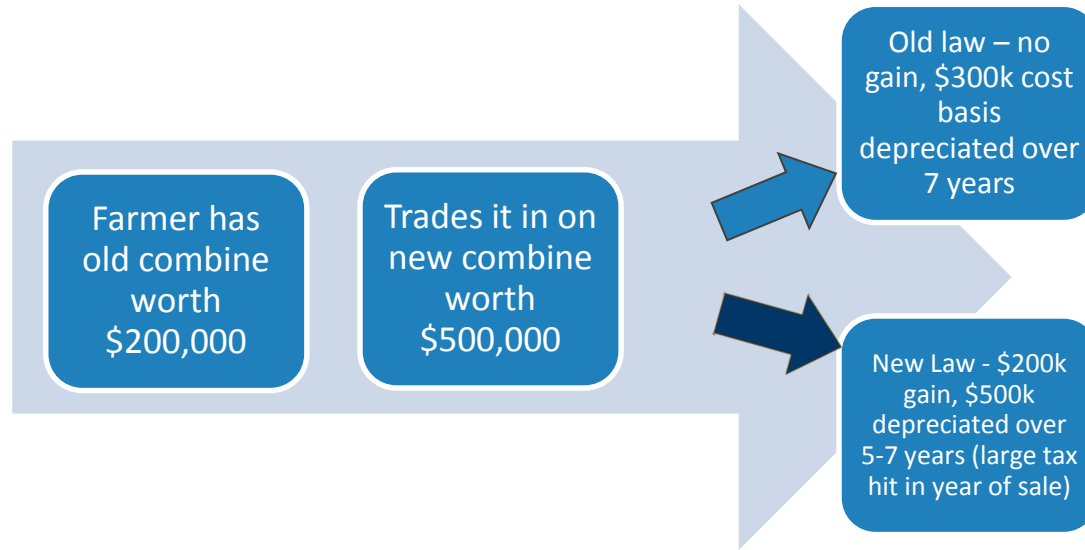 Farmer has
old combine
worth
$200,000
Trades it in on
new combine
worth
$500,000
Old law – no
gain, $300k cost
basis
depreciated over
7 years
New Law - $200k
gain, $500k
depreciated over
5-7 years (large tax
hit in year of sale)